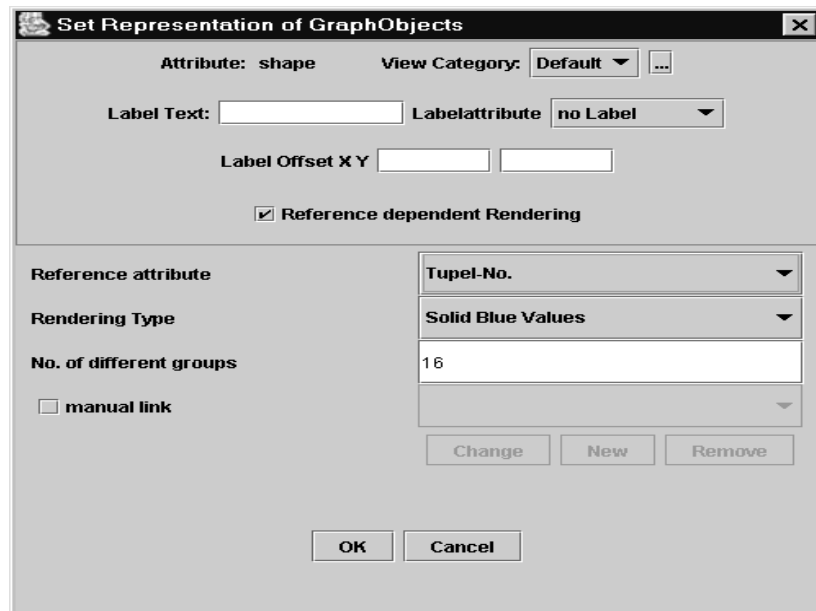 Set Representation of GraphObjects
Attribute: shape View Category: Default ...
Label Text: Labelattribute no Label
Label Offset X Y
Reference dependent Rendering
Reference attribute Tupel-No.
Rendering Type Solid Blue Values
No. of different groups 16
manual link
Change New Remove
OK Cancel